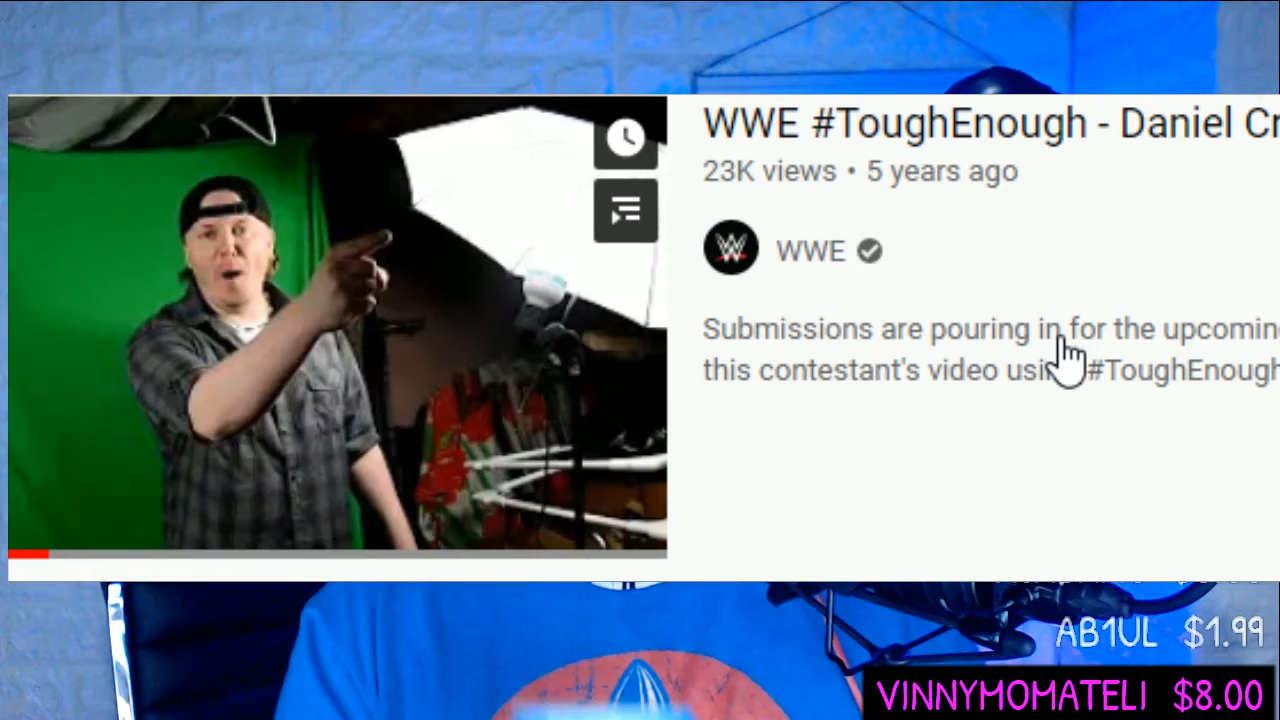 WWE #ToughEnough - Daniel Cr
23K views • 5 years ago
WWE
Submissions are pouring in for the upcomin
this contestant's video usin #ToughEnough
AB1UL $1.99
VINNYMOMATELI $8.00